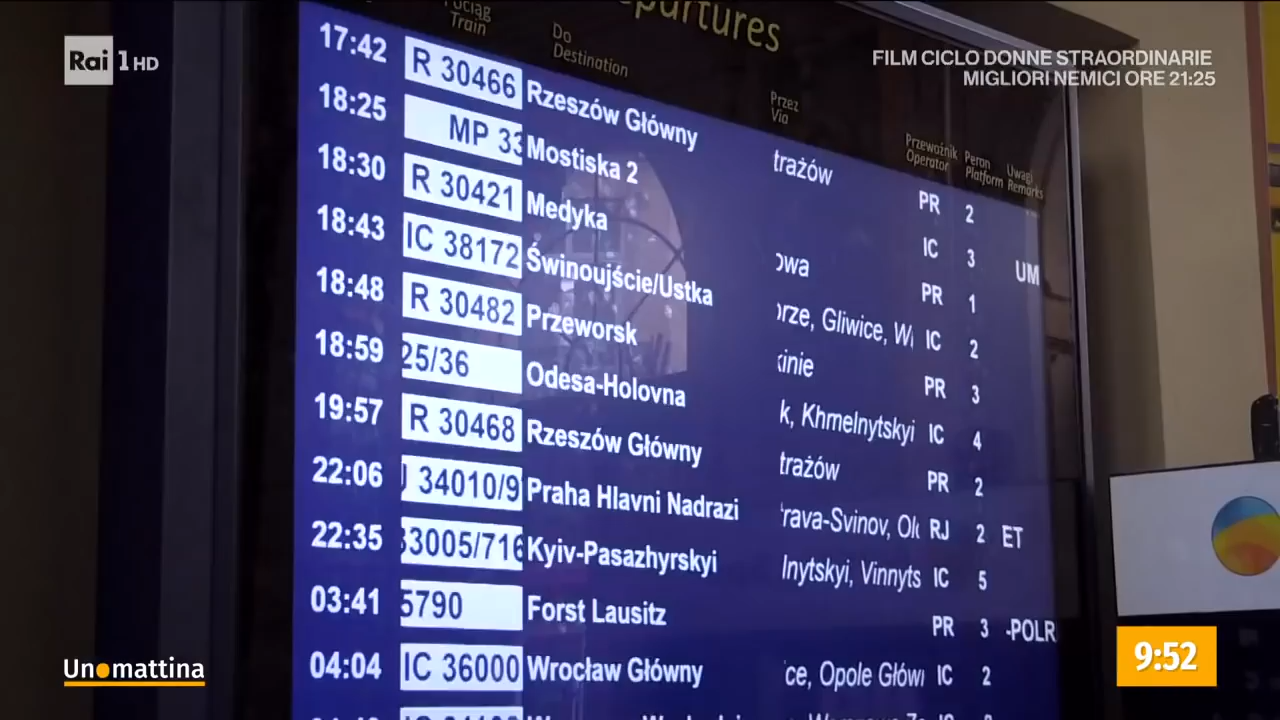 Rai 1 HD
FILM CICLO DONNE STRAORDINARIE
MIGLIORI NEMICI ORE 21:25
Train
Do
Destination
Przez
Via
Przewoźnik
Operator
Peron
Platform
Uwagi
Remarks
17:42 R 30466 Rzeszów Główny trażów PR 2
18:25 MP 33 Mostiska 2 IC 3 UM
18:30 R 30421 Medyka owa PR 1
18:43 IC 38172 Świnoujście/Ustka orze, Gliwice, IC 2
18:48 R 30482 Przeworsk kinie PR 3
18:59 25/36 Odesa-Holovna k, Khmelnytskyi IC 4
19:57 R 30468 Rzeszów Główny trażów PR 2
22:06 34010/9 Praha Hlavni Nadrazi rava-Svinov, RJ 2 ET
22:35 3005/716 Kyiv-Pasazhyrskyi lnytskyi, Vinnyts IC 5
03:41 5790 Forst Lausitz PR 3 -POLR
04:04 IC 36000 Wrocław Główny ce, Opole Główn IC 2
Unomattina
9:52